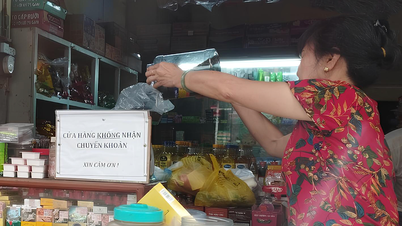 CỬA HÀNG KHÔNG NHẬN
CHUYỂN KHOẢN
XIN CẢM ƠN !